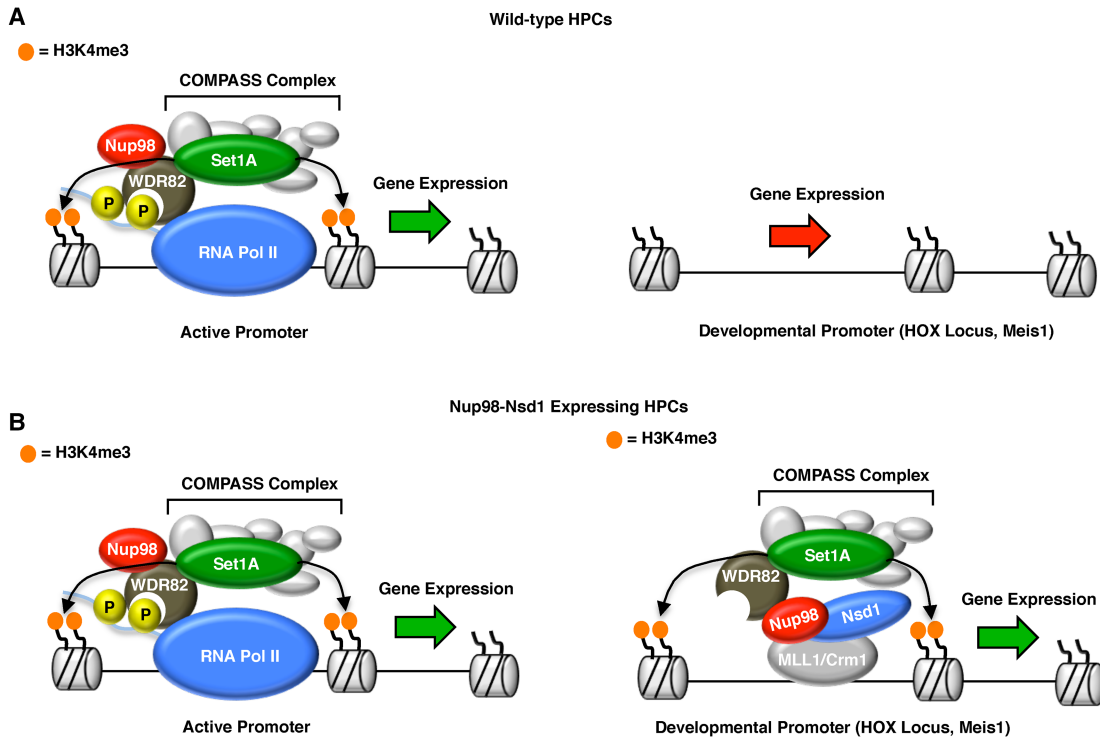 A
Wild-type HPCs
= H3K4me3
COMPASS Complex
Nup98
Set1A
WDR82
P
P
RNA Pol II
Gene Expression
Active Promoter
Gene Expression
Developmental Promoter (HOX Locus, Meis1)
B
Nup98-Nsd1 Expressing HPCs
= H3K4me3
COMPASS Complex
Nup98
Set1A
WDR82
P
P
RNA Pol II
Gene Expression
Active Promoter
= H3K4me3
COMPASS Complex
Set1A
WDR82
Nup98
Nsd1
MLL1/Crm1
Gene Expression
Developmental Promoter (HOX Locus, Meis1)